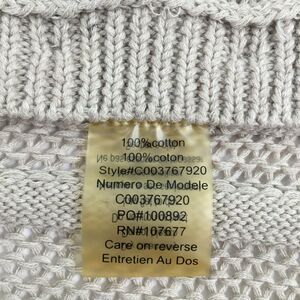 100%cotton
100%coton
Style#C003767920
Numero De Modele
C003767920
PO#100892
RN#107677
Care on reverse
Entretien Au Dos